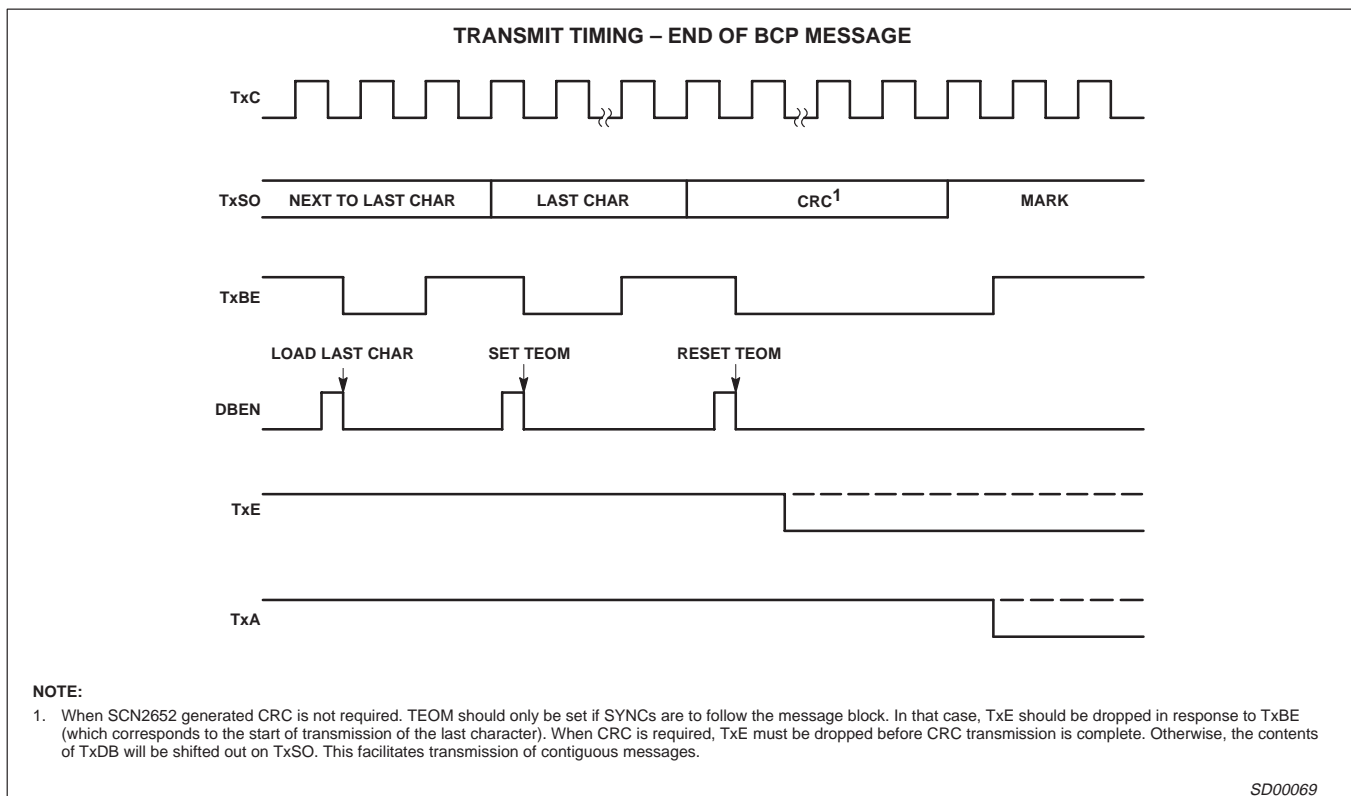 TRANSMIT TIMING – END OF BCP MESSAGE
TxC
TxSO NEXT TO LAST CHAR LAST CHAR CRC1 MARK
TxBE
LOAD LAST CHAR SET TEOM RESET TEOM
DBEN
TxE
TxA
NOTE:
1. When SCN2652 generated CRC is not required. TEOM should only be set if SYNCs are to follow the message block. In that case, TxE should be dropped in response to TxBE
(which corresponds to the start of transmission of the last character). When CRC is required, TxE must be dropped before CRC transmission is complete. Otherwise, the contents
of TxDB will be shifted out on TxSO. This facilitates transmission of contiguous messages.
SD00069